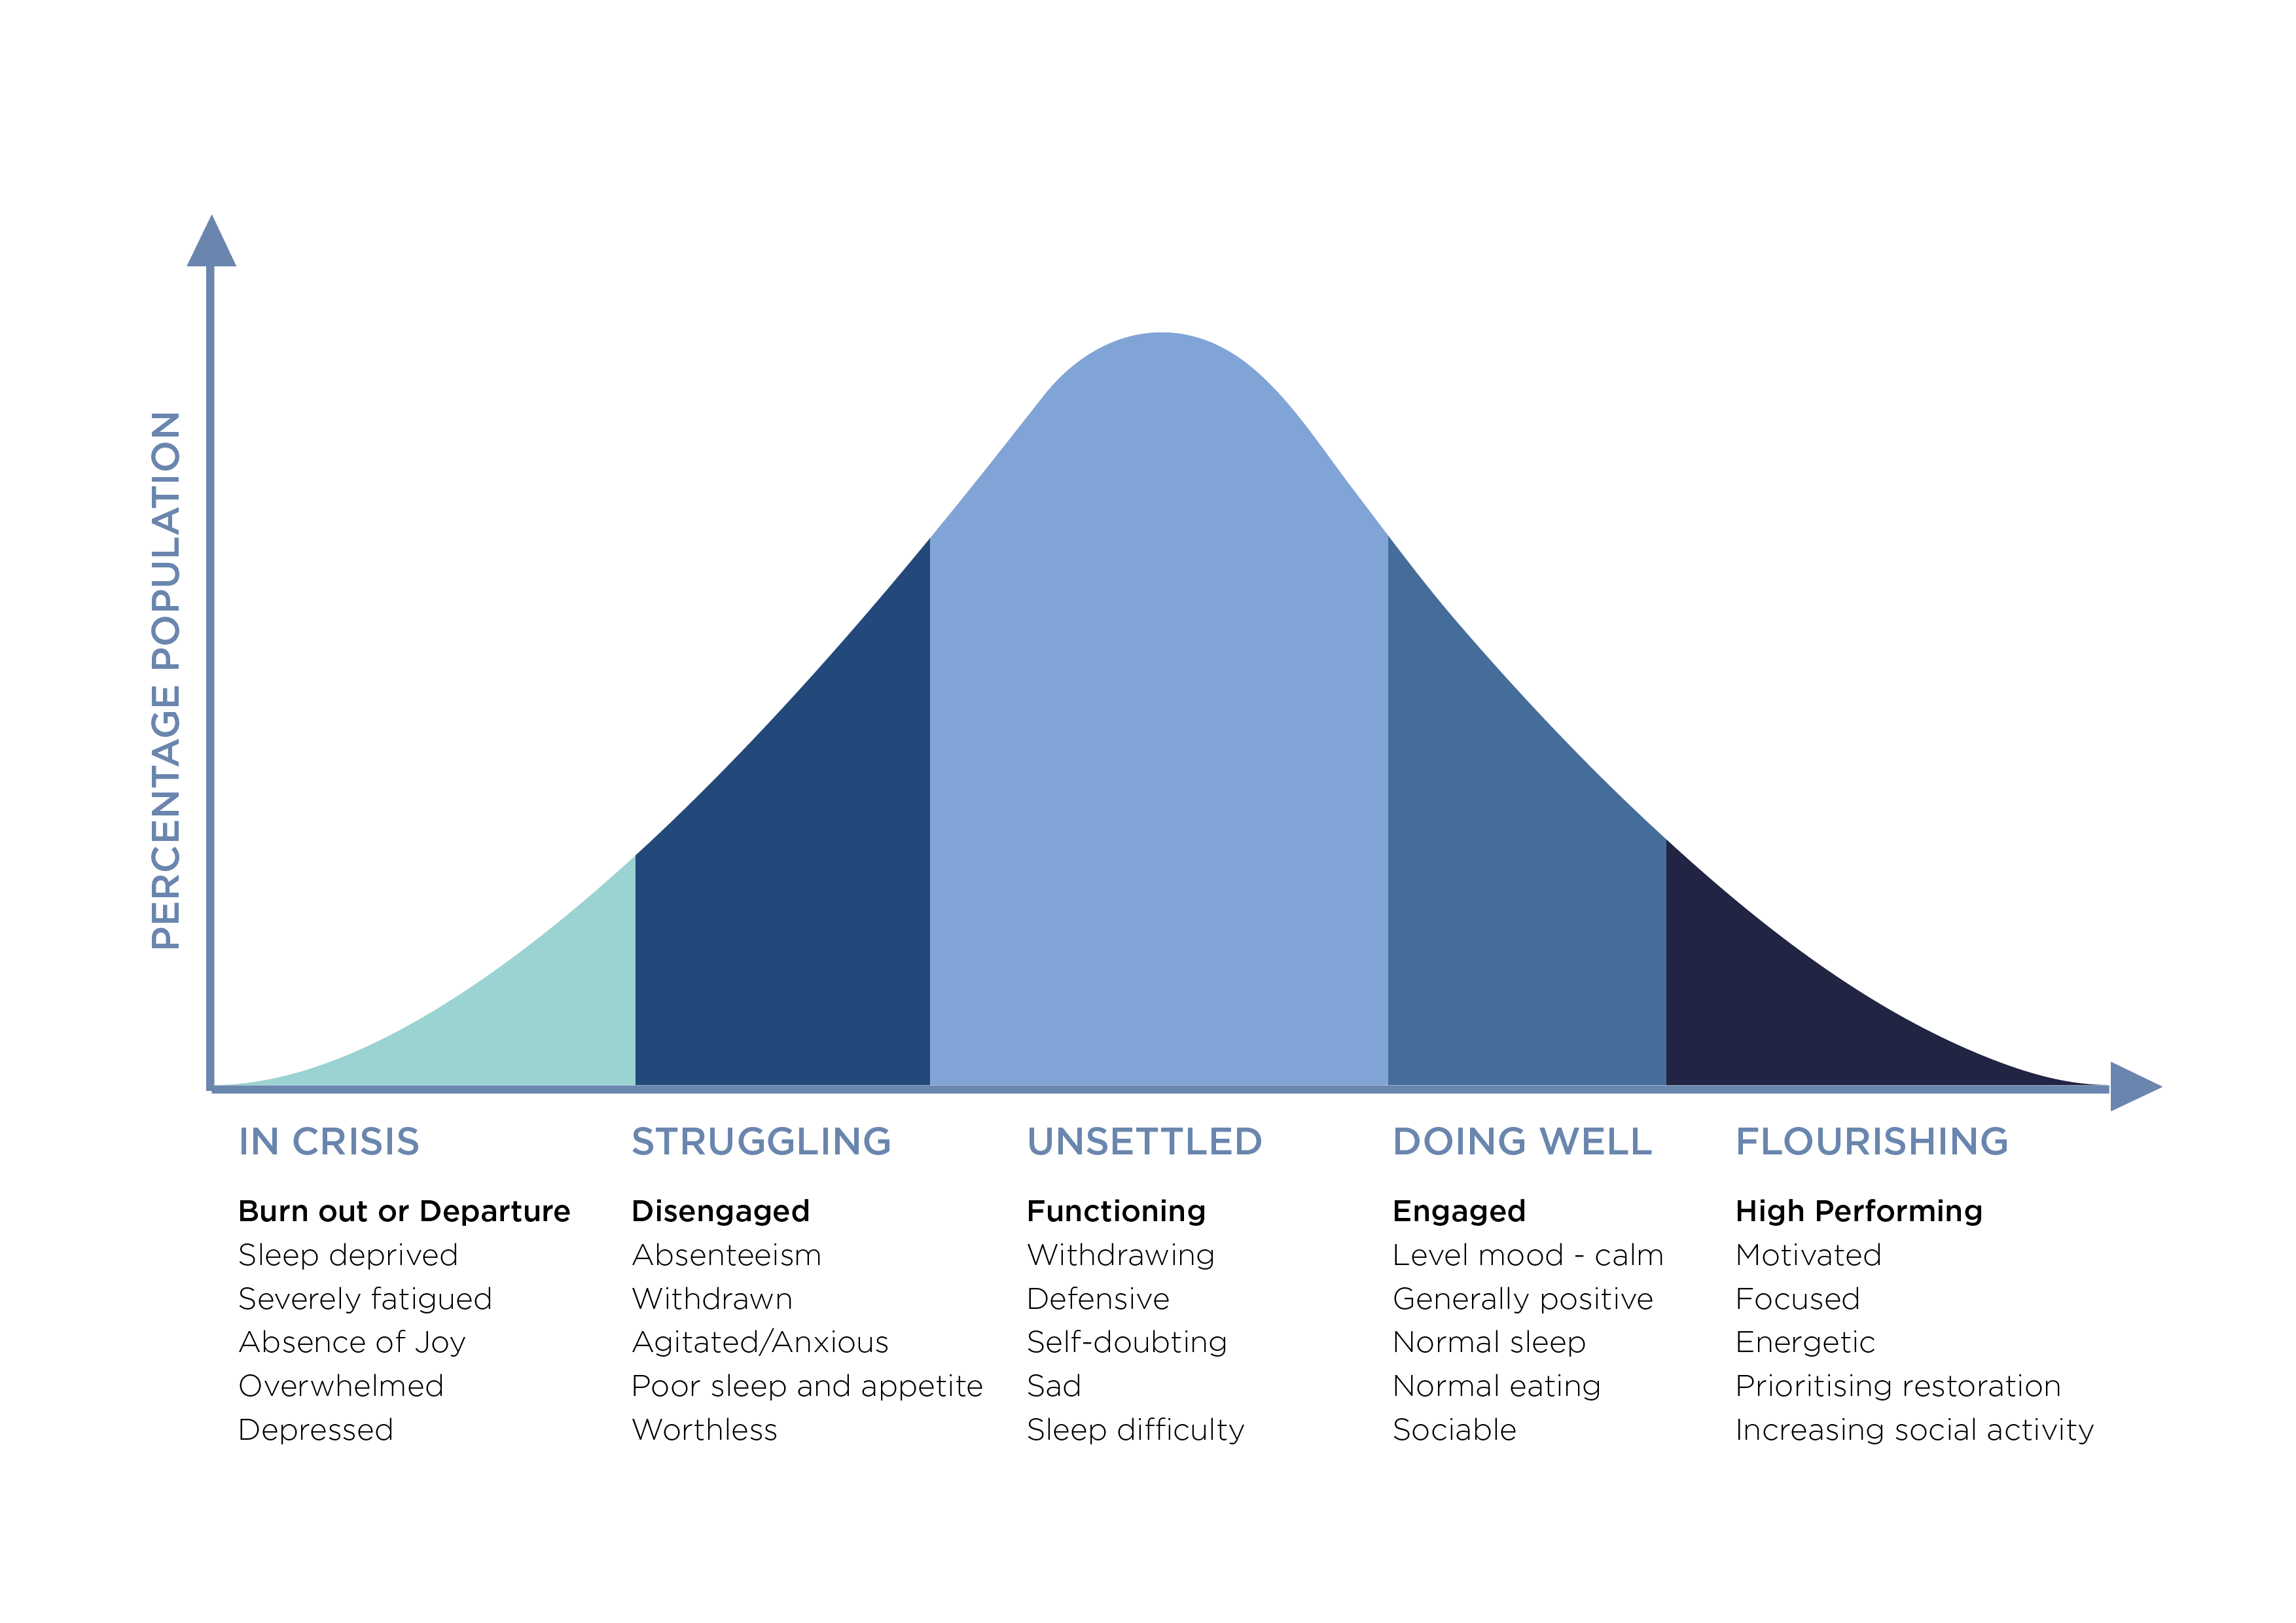 PERCENTAGE POPULATION
IN CRISIS
Burn out or Departure
Sleep deprived
Severely fatigued
Absence of Joy
Overwhelmed
Depressed
STRUGGLING
Disengaged
Absenteeism
Withdrawn
Agitated/Anxious
Poor sleep and appetite
Worthless
UNSETTLED
Functioning
Withdrawing
Defensive
Self-doubting
Sad
Sleep difficulty
DOING WELL
Engaged
Level mood - calm
Generally positive
Normal sleep
Normal eating
Sociable
FLOURISHING
High Performing
Motivated
Focused
Energetic
Prioritising restoration
Increasing social activity